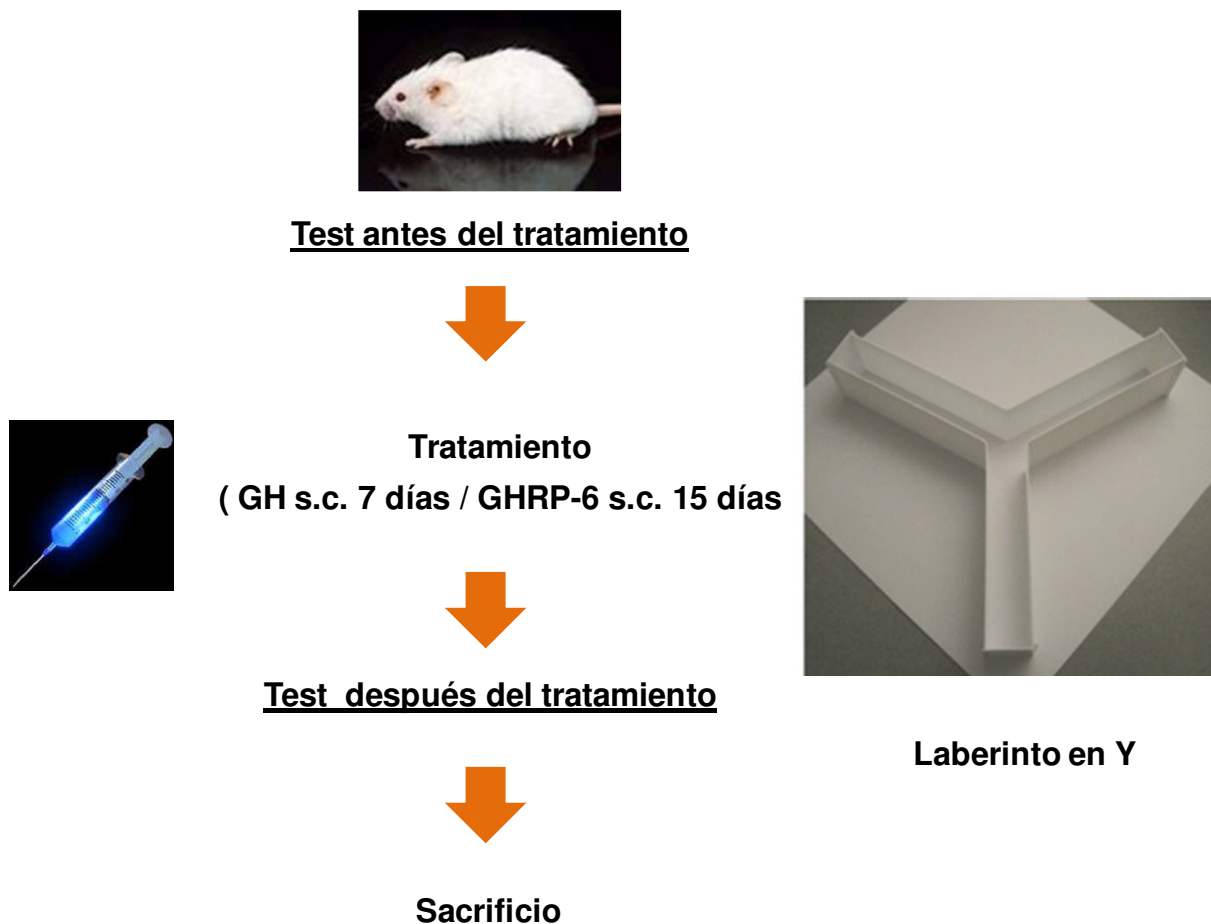 Test antes del tratamiento
Tratamiento
( GH s.c. 7 días / GHRP-6 s.c. 15 días
Test después del tratamiento
Laberinto en Y
Sacrificio